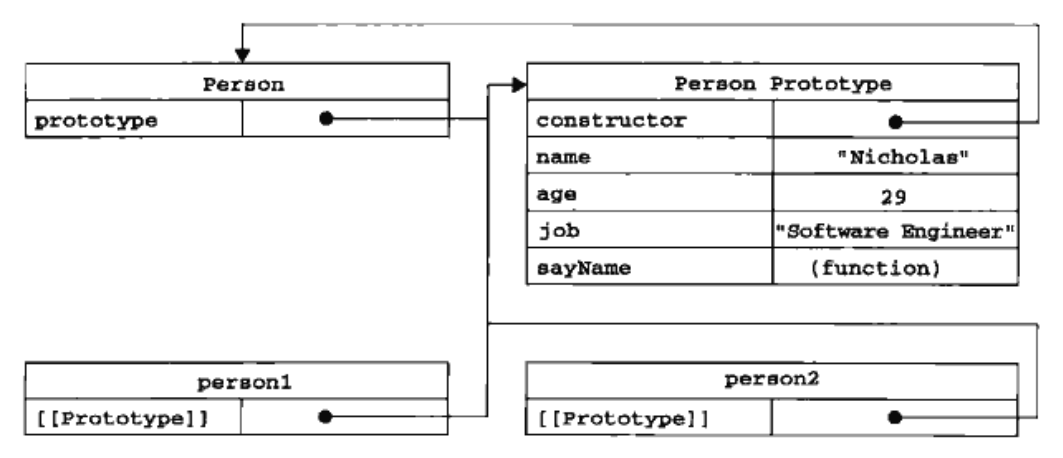 Person
prototype
Person Prototype
constructor
name "Nicholas"
age 29
job "Software Engineer"
sayName (function)
person1
[[Prototype]]
person2
[[Prototype]]